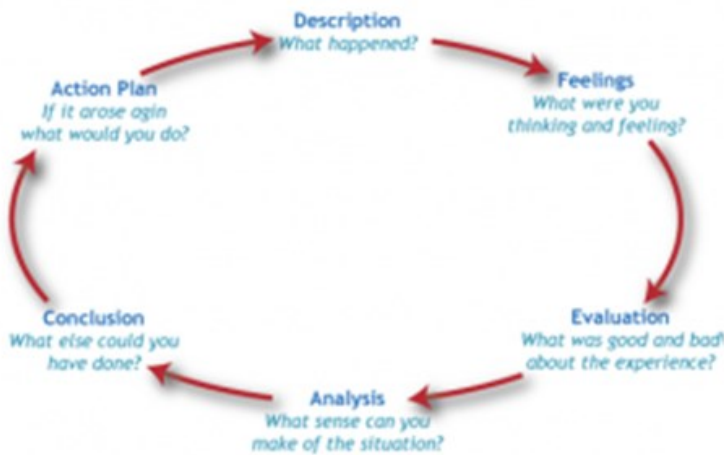 Description
What happened?
Feelings
What were you
thinking and feeling?
Evaluation
What was good and bad
about the experience?
Analysis
What sense can you
make of the situation?
Conclusion
What else could you
have done?
Action Plan
If it arose agin
what would you do?